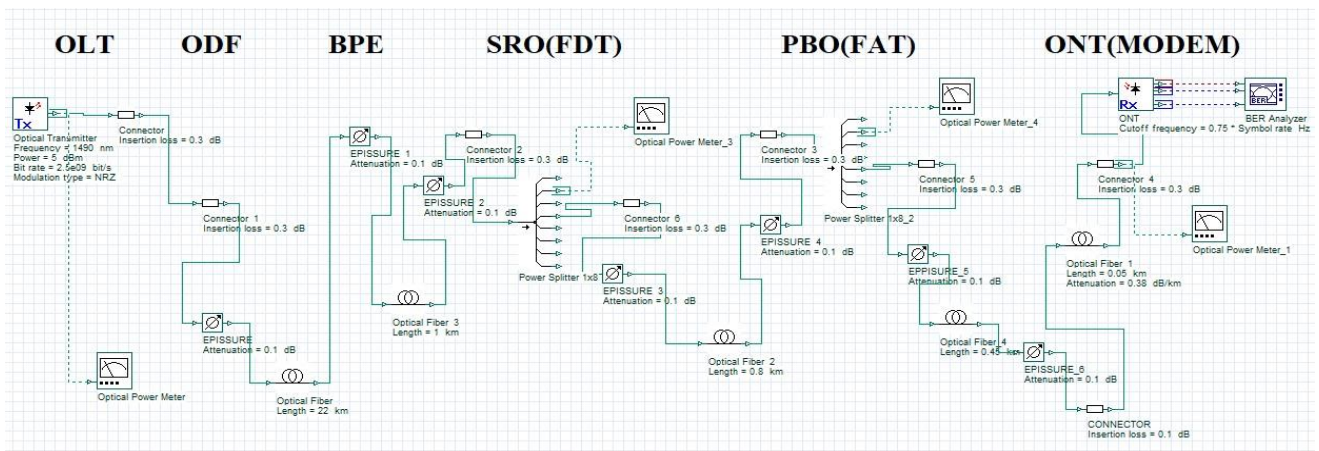 OLT ODF BPE SRO(FDT) PBO(FAT) ONT(MODEM)
Tx
Optical Transmitter
Frequency = 1490 nm
Power = 5 dBm
Bit rate = 2.5e09 bit/s
Modulation type = NRZ
Connector
Insertion loss = 0.3 dB
Connector 1
Insertion loss = 0.3 dB
EPISSURE
Attenuation = 0.1 dB
Optical Power Meter
Optical Fiber
Length = 22 km
EPISSURE 1
Attenuation = 0.1 dB
Optical Fiber 3
Length = 1 km
EPISSURE 2
Attenuation = 0.1 dB
Connector 2
Insertion loss = 0.3 dB
Power Splitter 1x8
Optical Power Meter_3
Connector 6
Insertion loss = 0.3 dB
EPISSURE 3
Attenuation = 0.1 dB
Optical Fiber 2
Length = 0.8 km
EPISSURE 4
Attenuation = 0.1 dB
Connector 3
Insertion loss = 0.3 dB
Power Splitter 1x8_2
Optical Power Meter_4
Connector 5
Insertion loss = 0.3 dB
EPPISURE_5
Attenuation = 0.1 dB
Optical Fiber_4
Length = 0.45 km
EPISSURE_6
Attenuation = 0.1 dB
CONNECTOR
Insertion loss = 0.1 dB
Optical Fiber 1
Length = 0.05 km
Attenuation = 0.38 dB/km
Connector 4
Insertion loss = 0.3 dB
Optical Power Meter_1
Rx
ONT
Cutoff frequency = 0.75 * Symbol rate Hz
BER
BER Analyzer